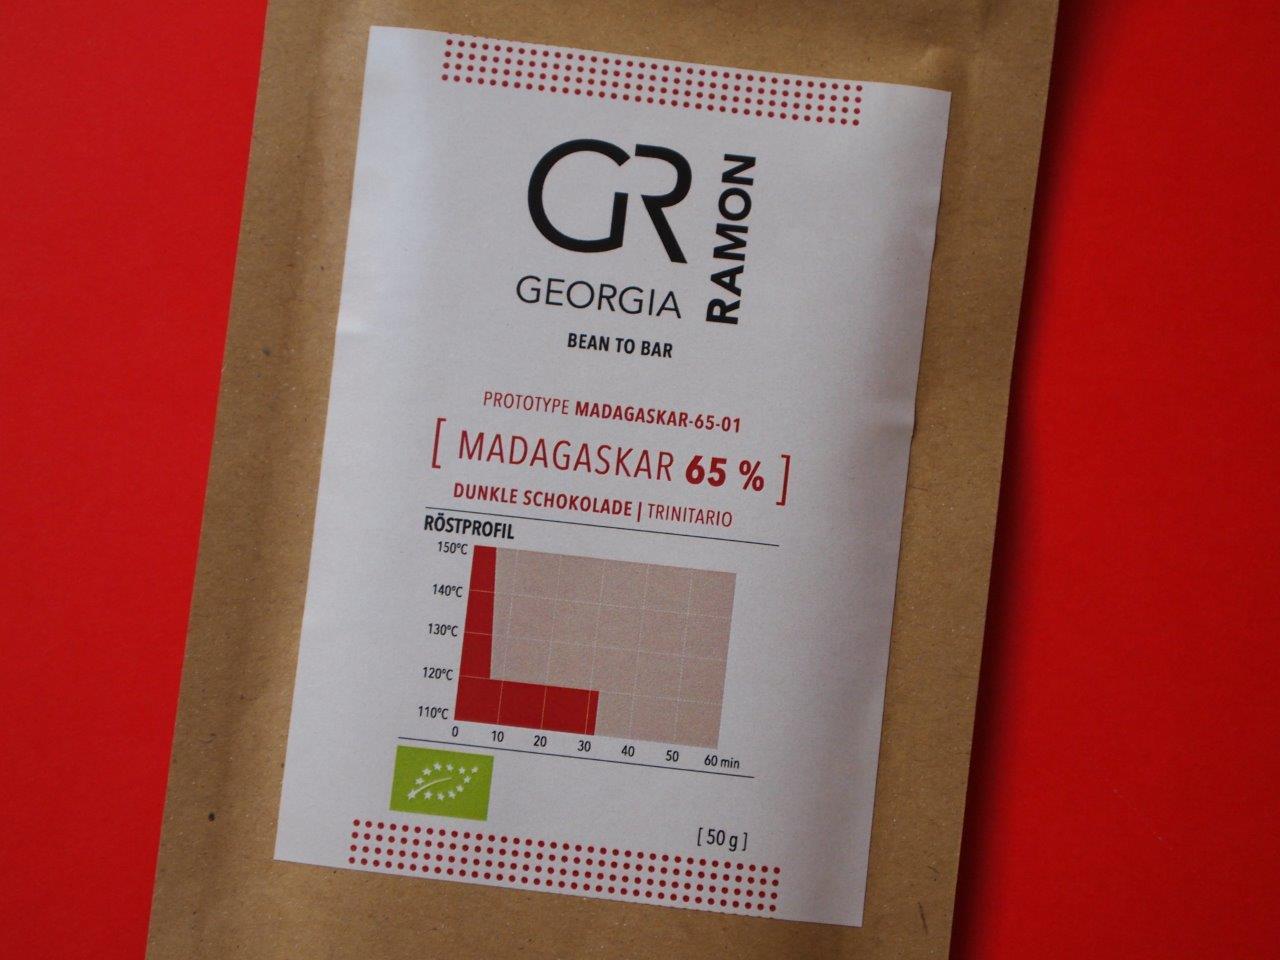 GR
GEORGIA
RAMON
BEAN TO BAR
PROTOTYPE MADAGASKAR-65-01
[ MADAGASKAR 65 % ]
DUNKLE SCHOKOLADE | TRINITARIO
RÖSTPROFIL
150°C
140°C
130°C
120°C
110°C
0 10 20 30 40 50 60 min
[ 50 g ]